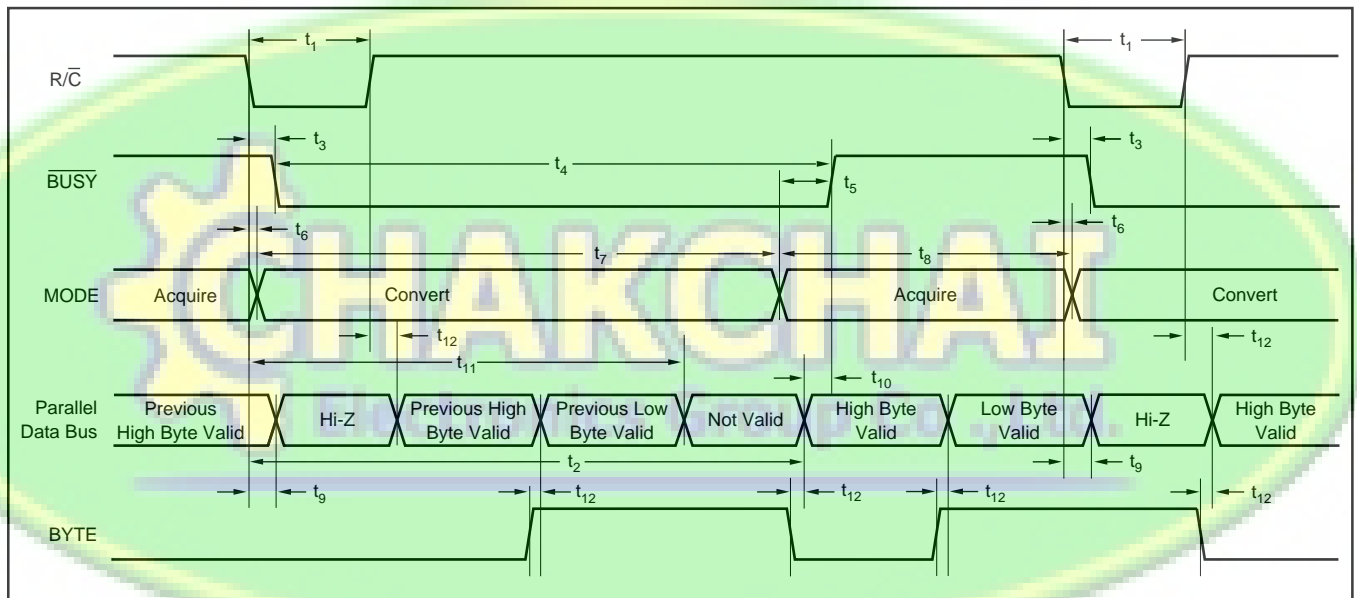 t1 t1
R/C̅
t3 t3
t4
B̅U̅S̅Y̅
t5
t6 t6
t7 t8
MODE Acquire Convert Acquire Convert
t12 t12
t11
t10
Parallel Data Bus
Previous High Byte Valid
Hi-Z
Previous High Byte Valid
Previous Low Byte Valid
Not Valid
High Byte Valid
Low Byte Valid
Hi-Z
High Byte Valid
t2
t9
t9 t12 t12 t12 t12
BYTE
CHAKCHAI
Electronic Group Co.,Ltd.